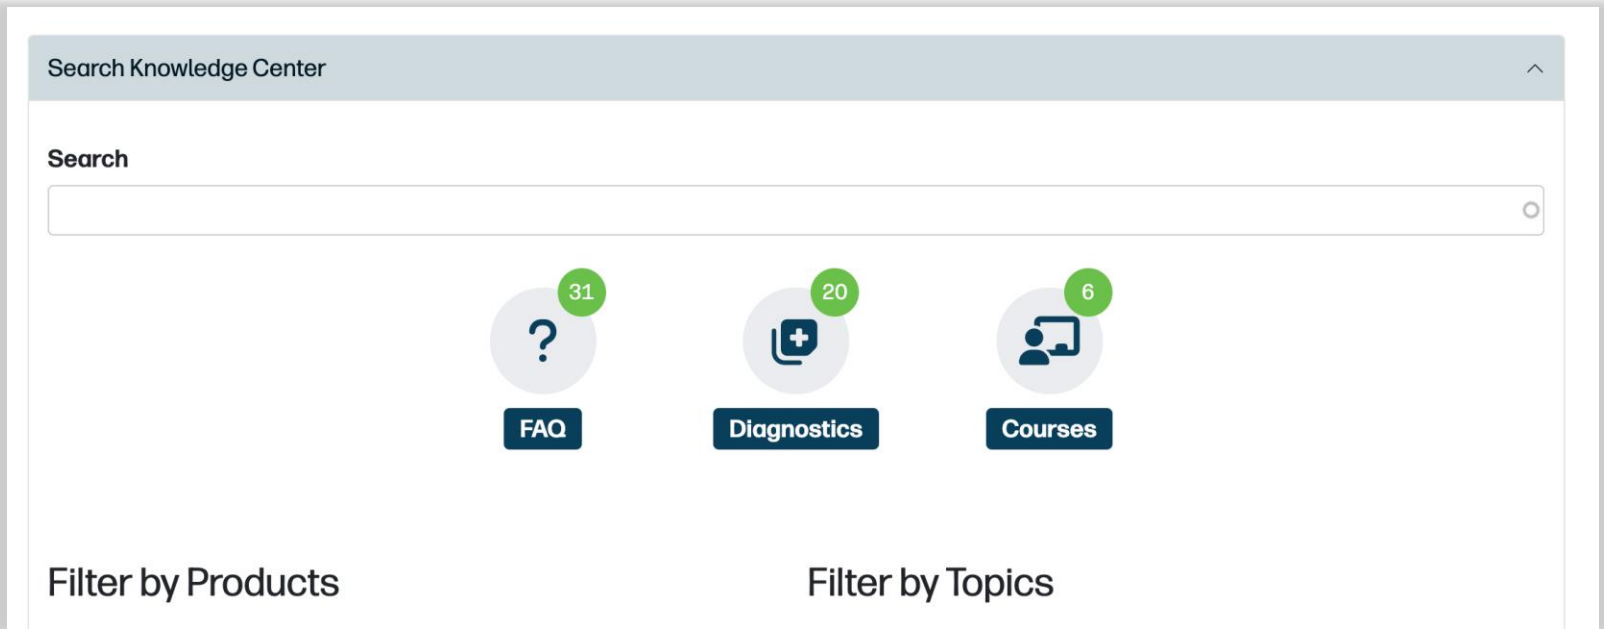 Search Knowledge Center
Search
31 20 6
?
FAQ Diagnostics Courses
Filter by Products Filter by Topics